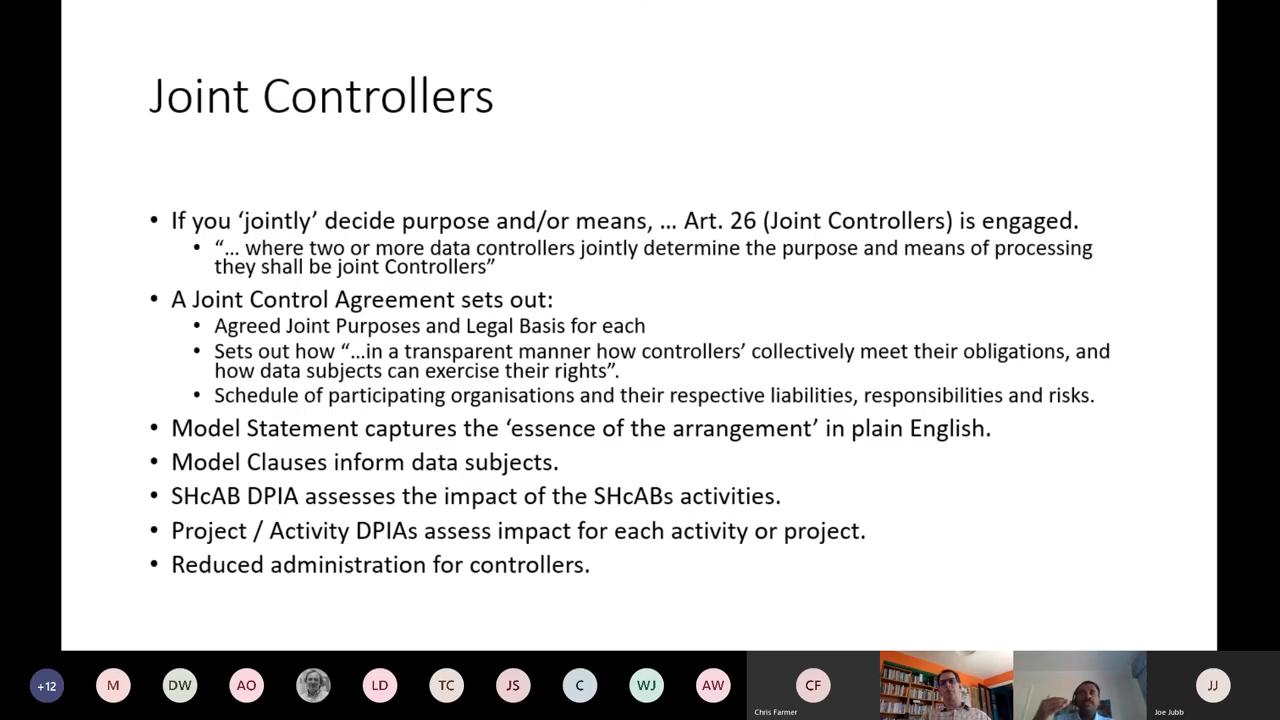 Joint Controllers
• If you ‘jointly’ decide purpose and/or means, … Art. 26 (Joint Controllers) is engaged.
• “… where two or more data controllers jointly determine the purpose and means of processing
they shall be joint Controllers”
• A Joint Control Agreement sets out:
• Agreed Joint Purposes and Legal Basis for each
• Sets out how “…in a transparent manner how controllers’ collectively meet their obligations, and
how data subjects can exercise their rights”.
• Schedule of participating organisations and their respective liabilities, responsibilities and risks.
• Model Statement captures the ‘essence of the arrangement’ in plain English.
• Model Clauses inform data subjects.
• SHcAB DPIA assesses the impact of the SHcABs activities.
• Project / Activity DPIAs assess impact for each activity or project.
• Reduced administration for controllers.
+12 M DW AO LD TC JS C WJ AW CF JJ
Chris Farmer Joe Jubb